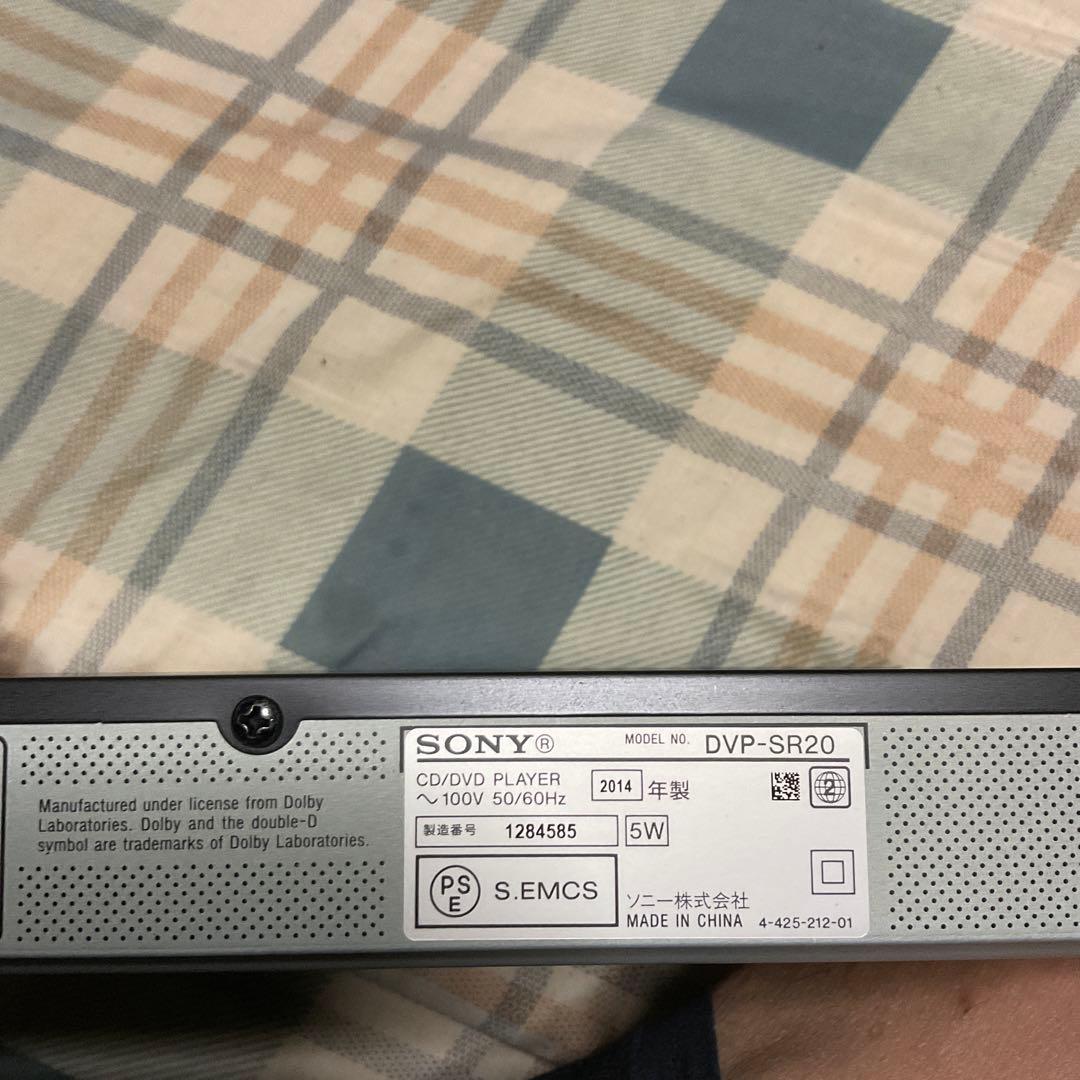 Manufactured under license from Dolby
Laboratories. Dolby and the double-D
symbol are trademarks of Dolby Laboratories.
SONY® MODEL NO. DVP-SR20
CD/DVD PLAYER
～100V 50/60Hz
2014 年製
2
製造番号 1284585 5W
PSE S.EMCS
ソニー株式会社
MADE IN CHINA 4-425-212-01